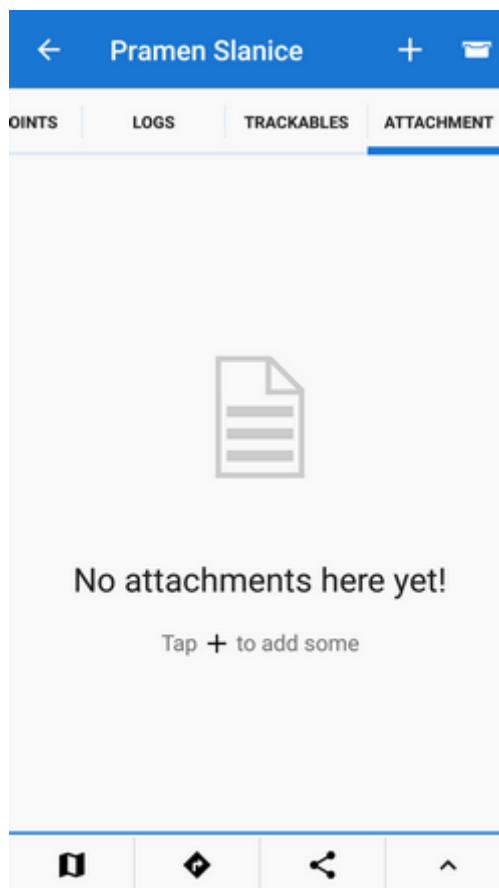 Pramen Slanice
OINTS LOGS TRACKABLES ATTACHMENT
No attachments here yet!
Tap + to add some